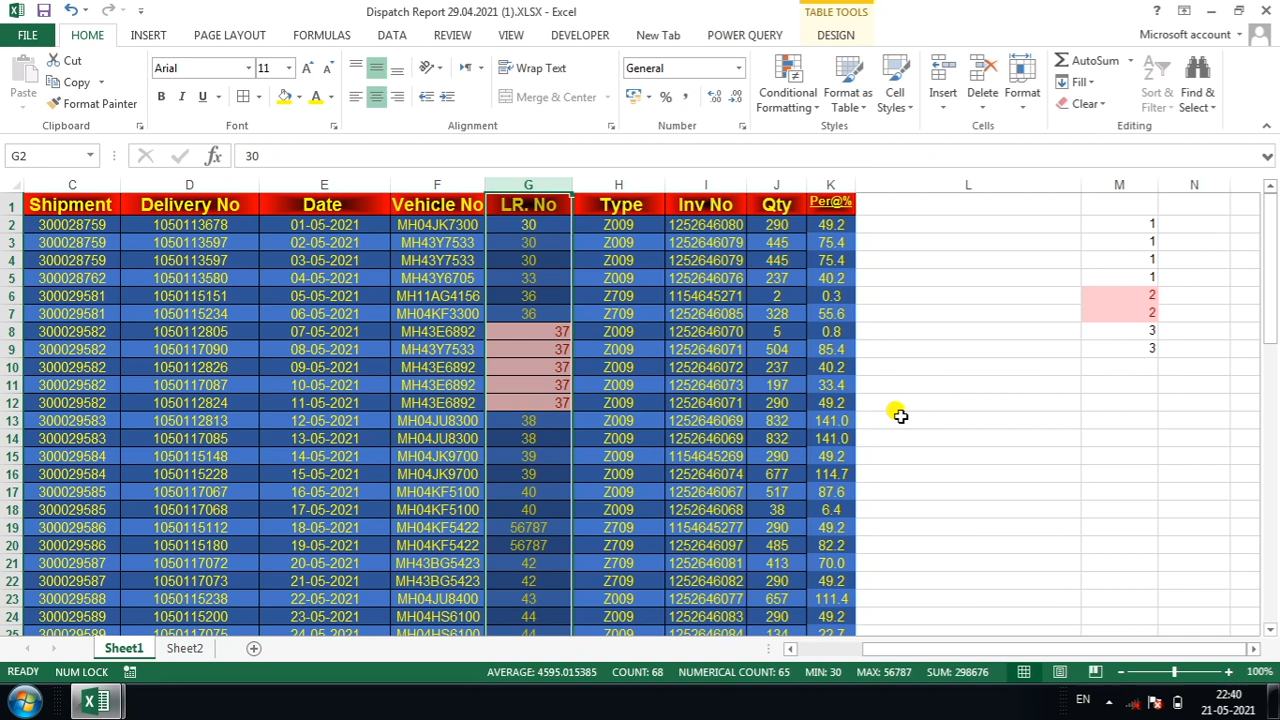 Dispatch Report 29.04.2021 (1).XLSX - Excel
TABLE TOOLS
FILE HOME INSERT PAGE LAYOUT FORMULAS DATA REVIEW VIEW DEVELOPER New Tab POWER QUERY DESIGN Microsoft account
Cut
Copy
Format Painter
Paste
Clipboard
Arial 11
B I U
Font
Wrap Text
Merge & Center
Alignment
General
Number
Conditional Formatting
Format as Table
Cell Styles
Styles
Insert Delete Format
Cells
AutoSum
Fill
Clear
Sort & Filter
Find & Select
Editing
G2 fx 30
C D E F G H I J K L M N
1 Shipment Delivery No Date Vehicle No LR. No Type Inv No Qty Per@%
2 300028759 1050113678 01-05-2021 MH04JK7300 30 Z009 1252646080 290 49.2 1
3 300028759 1050113597 02-05-2021 MH43Y7533 30 Z009 1252646079 445 75.4 1
4 300028759 1050113597 03-05-2021 MH43Y7533 30 Z009 1252646079 445 75.4 1
5 300028762 1050113580 04-05-2021 MH43Y6705 33 Z009 1252646076 237 40.2 1
6 300029581 1050115151 05-05-2021 MH11AG4156 36 Z709 1154645271 2 0.3 2
7 300029581 1050115234 06-05-2021 MH04KF3300 36 Z709 1252646085 328 55.6 2
8 300029582 1050112805 07-05-2021 MH43E6892 37 Z009 1252646070 5 0.8 3
9 300029582 1050117090 08-05-2021 MH43Y7533 37 Z009 1252646071 504 85.4 3
10 300029582 1050112826 09-05-2021 MH43E6892 37 Z009 1252646072 237 40.2
11 300029582 1050117087 10-05-2021 MH43E6892 37 Z009 1252646073 197 33.4
12 300029582 1050112824 11-05-2021 MH43E6892 37 Z009 1252646071 290 49.2
13 300029583 1050112813 12-05-2021 MH04JU8300 38 Z009 1252646069 832 141.0
14 300029583 1050117085 13-05-2021 MH04JU8300 38 Z009 1252646069 832 141.0
15 300029584 1050115148 14-05-2021 MH04JK9700 39 Z009 1154645269 290 49.2
16 300029584 1050115228 15-05-2021 MH04JK9700 39 Z009 1252646074 677 114.7
17 300029585 1050117067 16-05-2021 MH04KF5100 40 Z009 1252646067 517 87.6
18 300029585 1050117068 17-05-2021 MH04KF5100 40 Z009 1252646068 38 6.4
19 300029586 1050115112 18-05-2021 MH04KF5422 56787 Z709 1154645277 290 49.2
20 300029586 1050115180 19-05-2021 MH04KF5422 56787 Z709 1252646097 485 82.2
21 300029587 1050117072 20-05-2021 MH43BG5423 42 Z709 1252646081 413 70.0
22 300029587 1050117073 21-05-2021 MH43BG5423 42 Z709 1252646082 290 49.2
23 300029588 1050115238 22-05-2021 MH04JU8400 43 Z009 1252646077 657 111.4
24 300029589 1050115200 23-05-2021 MH04HS6100 44 Z009 1252646083 290 49.2
25 300029589 1050117075 24-05-2021 MH04HS6100 44 Z009 1252646084 134 22.7
Sheet1 Sheet2
READY NUM LOCK AVERAGE: 4595.015385 COUNT: 68 NUMERICAL COUNT: 65 MIN: 30 MAX: 56787 SUM: 298676 100%
EN 22:40
21-05-2021